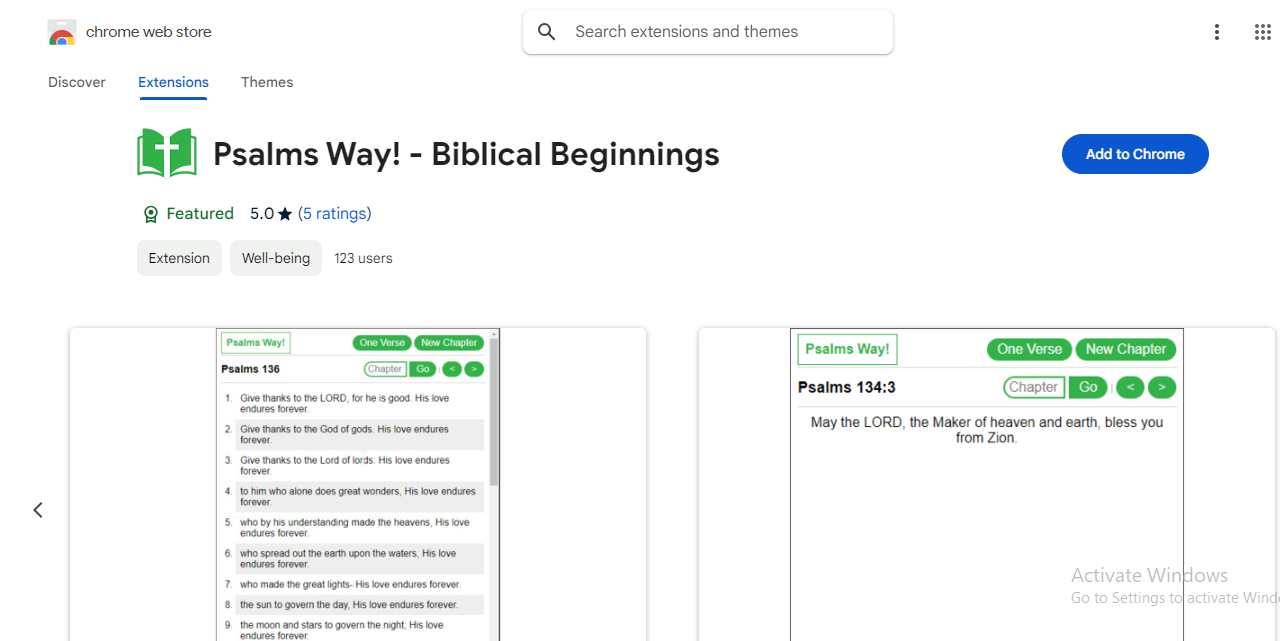 chrome web store
Search extensions and themes
Discover
Extensions
Themes
Psalms Way! - Biblical Beginnings
Add to Chrome
Featured 5.0 ★ (5 ratings)
Extension
Well-being
123 users
Psalms Way!
One Verse
New Chapter
Psalms 136
Chapter
Go
<
>
1. Give thanks to the LORD, for he is good. His love
endures forever.
2. Give thanks to the God of gods. His love endures
forever.
3. Give thanks to the Lord of lords: His love endures
forever.
4. to him who alone does great wonders, His love endures
forever.
5. who by his understanding made the heavens, His love
endures forever.
6. who spread out the earth upon the waters, His love
endures forever.
7. who made the great lights- His love endures forever.
8. the sun to govern the day, His love endures forever.
9. the moon and stars to govern the night; His love
endures forever.
Psalms Way!
One Verse
New Chapter
Psalms 134:3
Chapter
Go
<
>
May the LORD, the Maker of heaven and earth, bless you
from Zion.
Activate Windows
Go to Settings to activate Wind